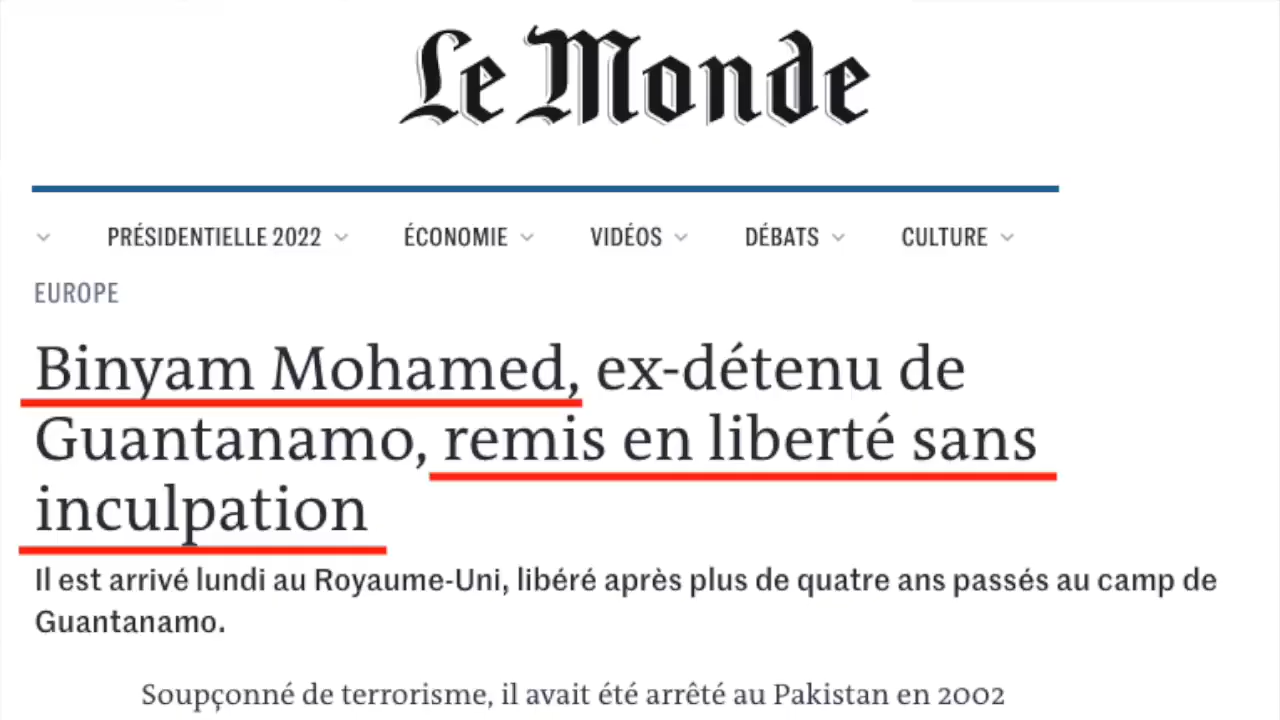 Le Monde
PRÉSIDENTIELLE 2022 ÉCONOMIE VIDÉOS DÉBATS CULTURE
EUROPE
Binyam Mohamed, ex-détenu de
Guantanamo, remis en liberté sans
inculpation
Il est arrivé lundi au Royaume-Uni, libéré après plus de quatre ans passés au camp de
Guantanamo.
Soupçonné de terrorisme, il avait été arrêté au Pakistan en 2002